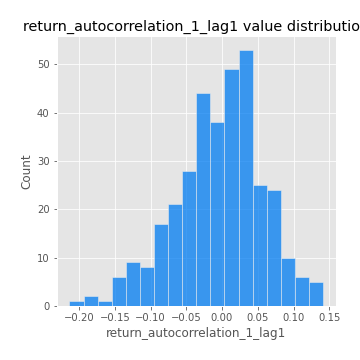 return_autocorrelation_1_lag1 value distributio
50
40
30
20
10
0
Count
−0.20 −0.15 −0.10 −0.05 0.00 0.05 0.10 0.15
return_autocorrelation_1_lag1